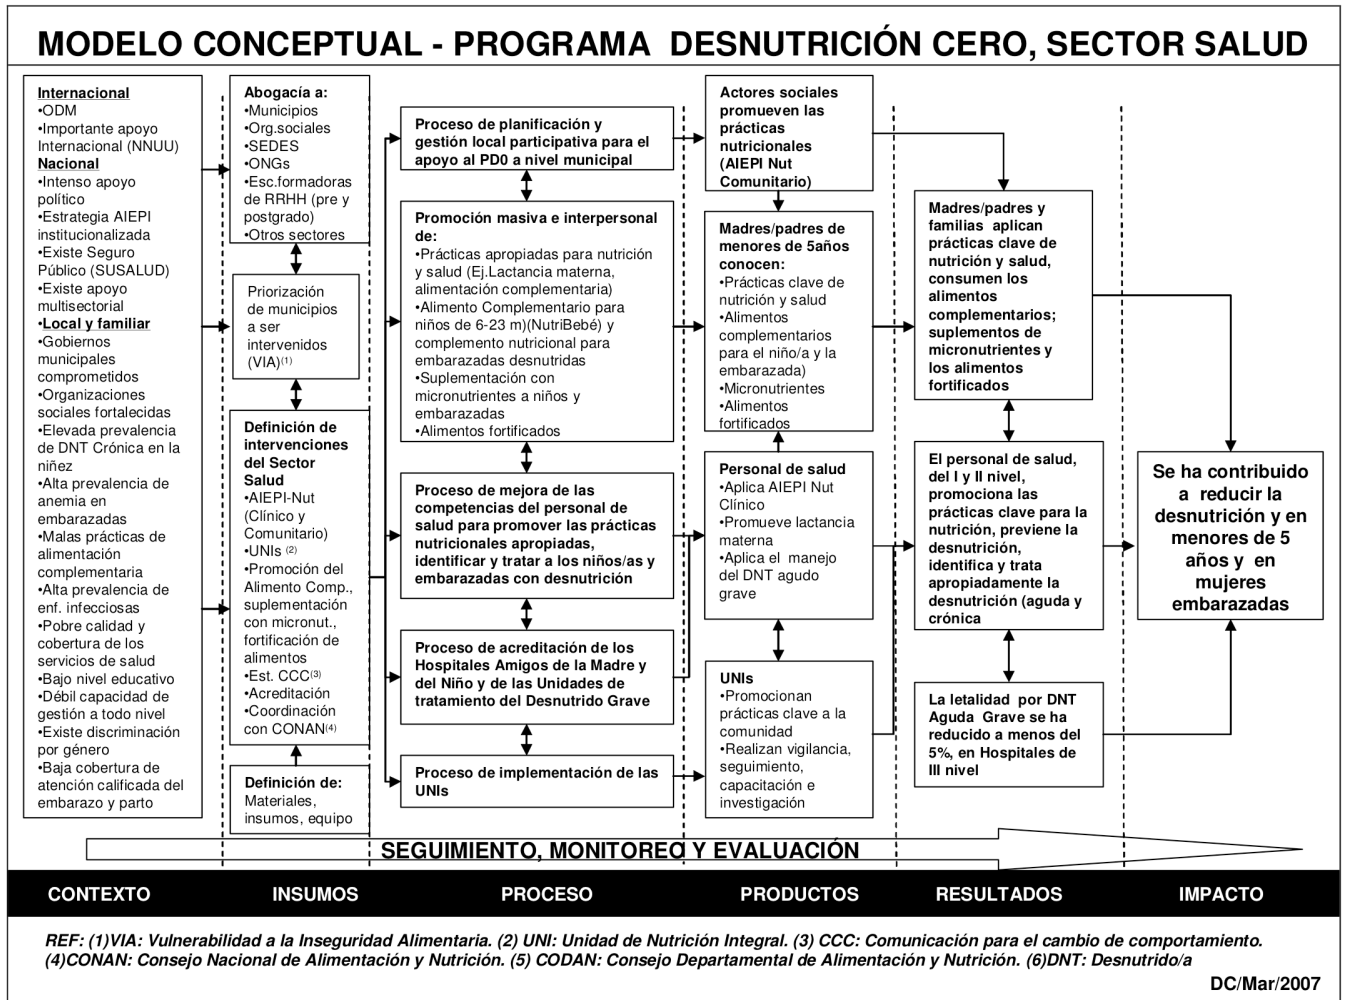 MODELO CONCEPTUAL - PROGRAMA DESNUTRICIÓN CERO, SECTOR SALUD
Internacional
•ODM
•Importante apoyo
Internacional (NNUU)
Nacional
•Intenso apoyo
político
•Estrategia AIEPI
institucionalizada
•Existe Seguro
Público (SUSALUD)
•Existe apoyo
multisectorial
•Local y familiar
•Gobiernos
municipales
comprometidos
•Organizaciones
sociales fortalecidas
•Elevada prevalencia
de DNT Crónica en la
niñez
•Alta prevalencia de
anemia en
embarazadas
•Malas prácticas de
alimentación
complementaria
•Alta prevalencia de
enf. infecciosas
•Pobre calidad y
cobertura de los
servicios de salud
•Bajo nivel educativo
•Débil capacidad de
gestión a todo nivel
•Existe discriminación
por género
•Baja cobertura de
atención calificada del
embarazo y parto
Abogacía a:
•Municipios
•Org.sociales
•SEDES
•ONGs
•Esc.formadoras
de RRHH (pre y
postgrado)
•Otros sectores
Priorización
de municipios
a ser
intervenidos
(VIA)(1)
Definición de
intervenciones
del Sector
Salud
•AIEPI-Nut
(Clínico y
Comunitario)
•UNIs (2)
•Promoción del
Alimento Comp.,
suplementación
con micronut.,
fortificación de
alimentos
•Est. CCC(3)
•Acreditación
•Coordinación
con CONAN(4)
Definición de:
Materiales,
insumos, equipo
Proceso de planificación y
gestión local participativa para el
apoyo al PD0 a nivel municipal
Promoción masiva e interpersonal
de:
•Prácticas apropiadas para nutrición
y salud (Ej.Lactancia materna,
alimentación complementaria)
•Alimento Complementario para
niños de 6-23 m)(NutriBebé) y
complemento nutricional para
embarazadas desnutridas
•Suplementación con
micronutrientes a niños y
embarazadas
•Alimentos fortificados
Proceso de mejora de las
competencias del personal de
salud para promover las prácticas
nutricionales apropiadas,
identificar y tratar a los niños/as y
embarazadas con desnutrición
Proceso de acreditación de los
Hospitales Amigos de la Madre y
del Niño y de las Unidades de
tratamiento del Desnutrido Grave
Proceso de implementación de las
UNIs
Actores sociales
promueven las
prácticas
nutricionales
(AIEPI Nut
Comunitario)
Madres/padres de
menores de 5años
conocen:
•Prácticas clave de
nutrición y salud
•Alimentos
complementarios
para el niño/a y la
embarazada)
•Micronutrientes
•Alimentos
fortificados
Personal de salud
•Aplica AIEPI Nut
Clínico
•Promueve lactancia
materna
•Aplica el manejo
del DNT agudo
grave
UNIs
•Promocionan
prácticas clave a la
comunidad
•Realizan vigilancia,
seguimiento,
capacitación e
investigación
Madres/padres y
familias aplican
prácticas clave de
nutrición y salud,
consumen los
alimentos
complementarios;
suplementos de
micronutrientes y
los alimentos
fortificados
El personal de salud,
del I y II nivel,
promociona las
prácticas clave para la
nutrición, previene la
desnutrición,
identifica y trata
apropiadamente la
desnutrición (aguda y
crónica
La letalidad por DNT
Aguda Grave se ha
reducido a menos del
5%, en Hospitales de
III nivel
Se ha contribuido
a reducir la
desnutrición y en
menores de 5
años y en
mujeres
embarazadas
SEGUIMIENTO, MONITOREO Y EVALUACIÓN
CONTEXTO INSUMOS PROCESO PRODUCTOS RESULTADOS IMPACTO
REF: (1)VIA: Vulnerabilidad a la Inseguridad Alimentaria. (2) UNI: Unidad de Nutrición Integral. (3) CCC: Comunicación para el cambio de comportamiento.
(4)CONAN: Consejo Nacional de Alimentación y Nutrición. (5) CODAN: Consejo Departamental de Alimentación y Nutrición. (6)DNT: Desnutrido/a
DC/Mar/2007